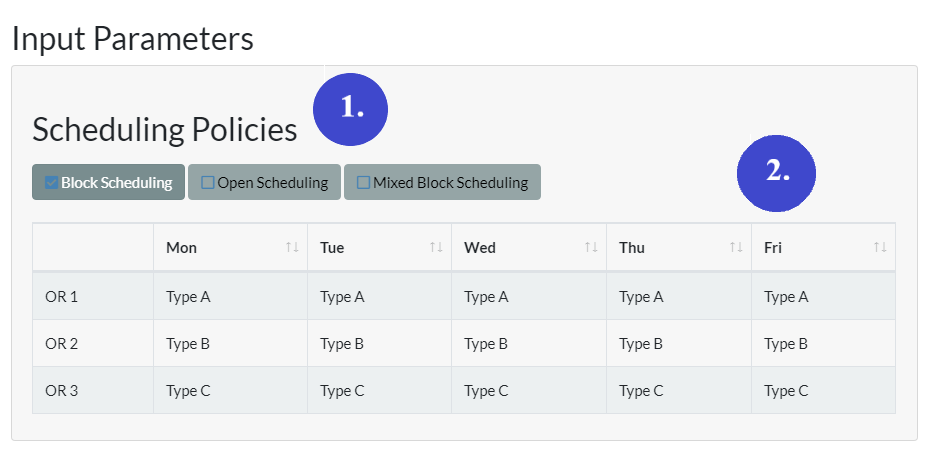 Input Parameters
1.
Scheduling Policies
2.
Block Scheduling Open Scheduling Mixed Block Scheduling
Mon Tue Wed Thu Fri
OR 1 Type A Type A Type A Type A Type A
OR 2 Type B Type B Type B Type B Type B
OR 3 Type C Type C Type C Type C Type C